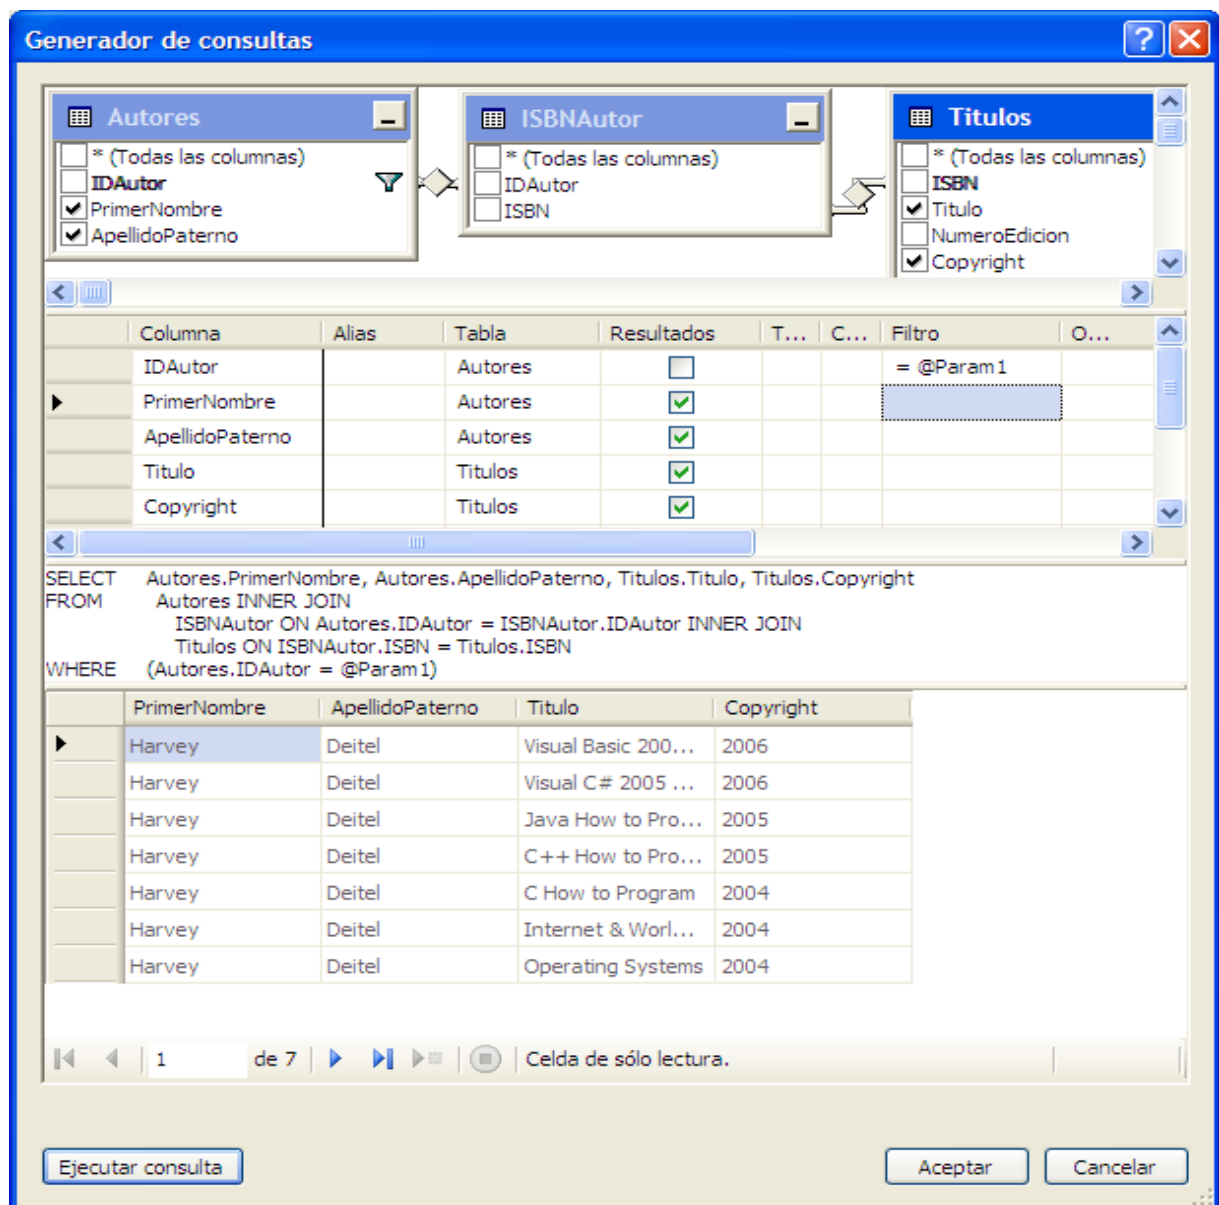 Generador de consultas
Autores
* (Todas las columnas)
IDAutor
PrimerNombre
ApellidoPaterno
ISBNAutor
* (Todas las columnas)
IDAutor
ISBN
Titulos
* (Todas las columnas)
ISBN
Titulo
NumeroEdicion
Copyright
Columna Alias Tabla Resultados T... C... Filtro O...
IDAutor Autores = @Param1
PrimerNombre Autores
ApellidoPaterno Autores
Titulo Titulos
Copyright Titulos
SELECT Autores.PrimerNombre, Autores.ApellidoPaterno, Titulos.Titulo, Titulos.Copyright
FROM Autores INNER JOIN
ISBNAutor ON Autores.IDAutor = ISBNAutor.IDAutor INNER JOIN
Titulos ON ISBNAutor.ISBN = Titulos.ISBN
WHERE (Autores.IDAutor = @Param1)
PrimerNombre ApellidoPaterno Titulo Copyright
Harvey Deitel Visual Basic 200... 2006
Harvey Deitel Visual C# 2005 ... 2006
Harvey Deitel Java How to Pro... 2005
Harvey Deitel C++ How to Pro... 2005
Harvey Deitel C How to Program 2004
Harvey Deitel Internet & Worl... 2004
Harvey Deitel Operating Systems 2004
1 de 7 Celda de sólo lectura.
Ejecutar consulta Aceptar Cancelar